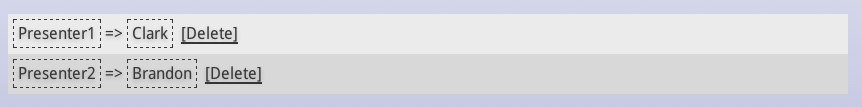 Presenter1 => Clark [Delete]
Presenter2 => Brandon [Delete]